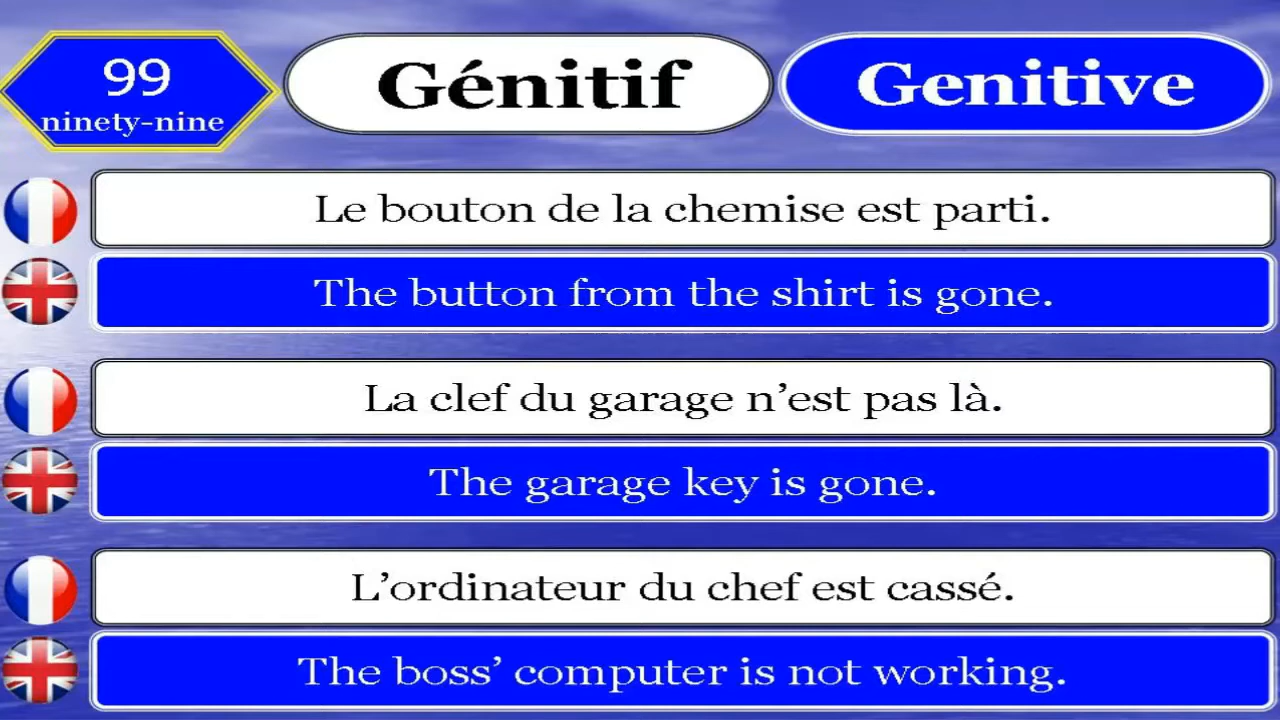 99
ninety-nine
Génitif
Genitive
Le bouton de la chemise est parti.
The button from the shirt is gone.
La clef du garage n’est pas là.
The garage key is gone.
L’ordinateur du chef est cassé.
The boss’ computer is not working.